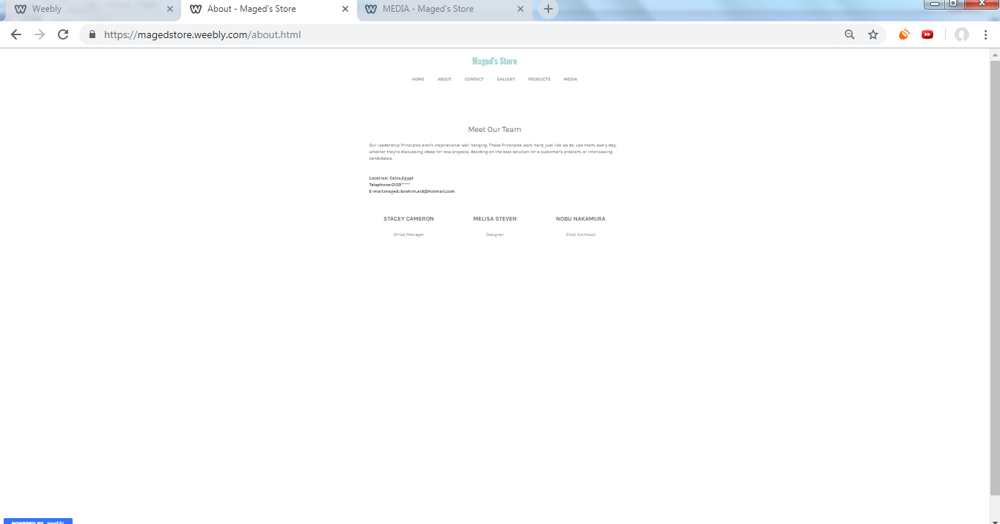 Weebly
About - Maged's Store
MEDIA - Maged's Store
https://magedstore.weebly.com/about.html
Maged's Store
HOME ABOUT CONTACT GALLERY PRODUCTS MEDIA
Meet Our Team
Our Leadership Principles aren't inspirational wall hanging. These Principles work hard, just like we do. use them, every day,
whether they're discussing ideas for new projects, deciding on the best solution for a customer's problem, or interviewing
candidates.
Location: Cairo,Egypt
Telephone:0100*****
E-mail:maged.ibrahim.eid@hotmail.com
STACEY CAMERON MELISA STEVEN NOBU NAKAMURA
Office Manager Designer Chief Architect
POWERED BY weebly